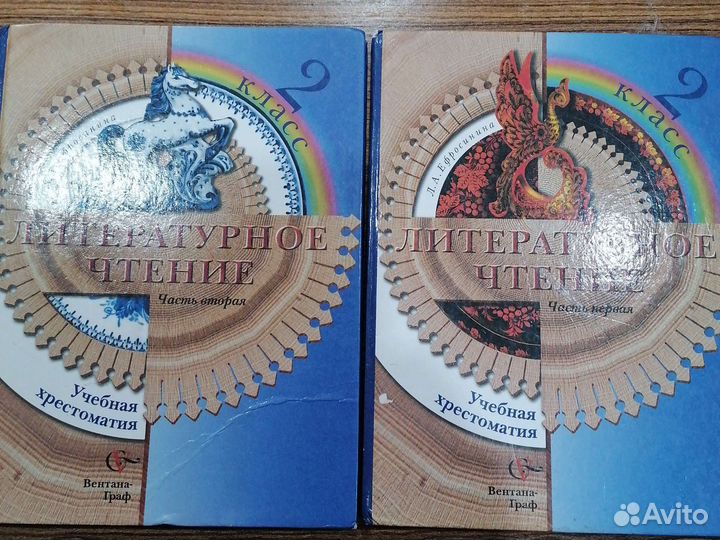 2
класс
ЛИТЕРАТУРНОЕ
ЧТЕНИЕ
Часть вторая
Учебная
хрестоматия
Вентана-
Граф
2
класс
Л.А.Ефросинина
ЛИТЕРАТУРНОЕ
ЧТЕНИЕ
Часть первая
Учебная
хрестоматия
Вентана-
Граф
Avito